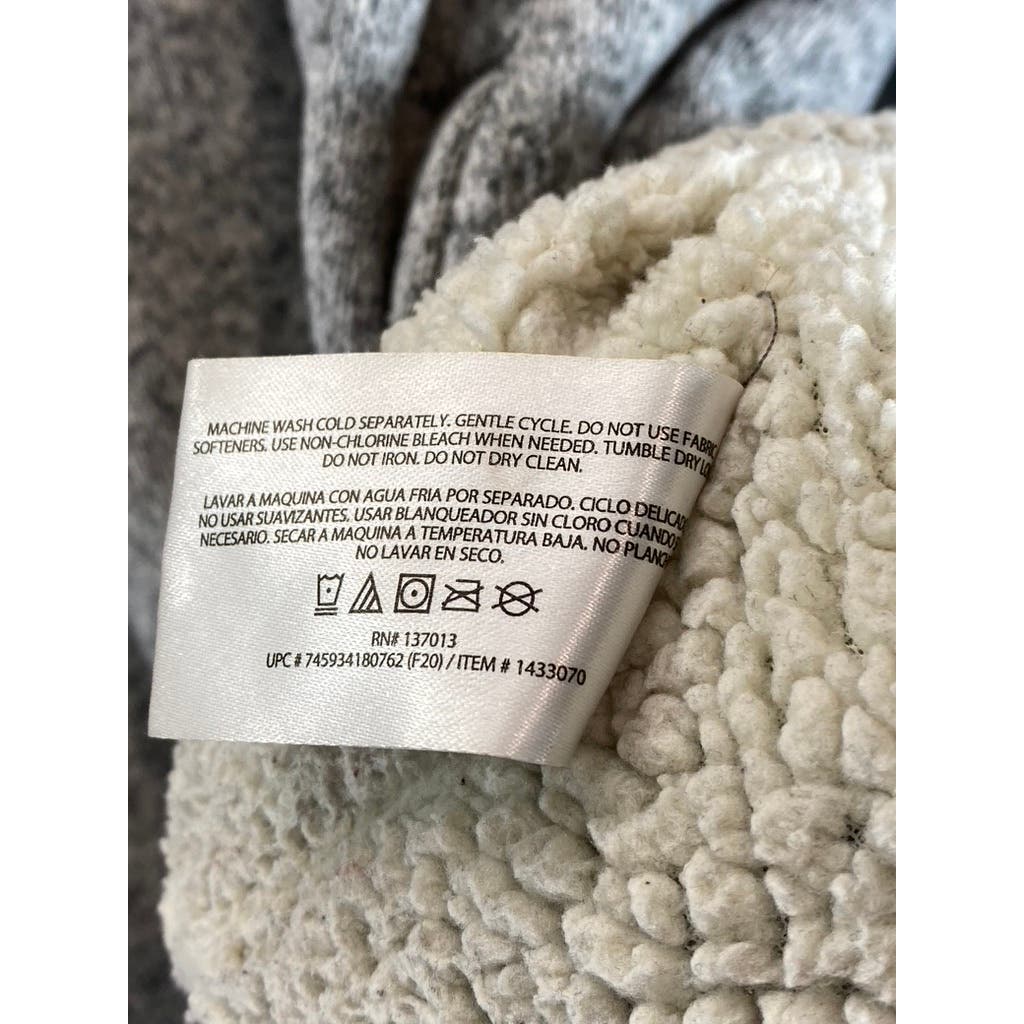 MACHINE WASH COLD SEPARATELY. GENTLE CYCLE. DO NOT USE FABRIC
SOFTENERS. USE NON-CHLORINE BLEACH WHEN NEEDED. TUMBLE DRY LOW
DO NOT IRON. DO NOT DRY CLEAN.
LAVAR A MAQUINA CON AGUA FRIA POR SEPARADO. CICLO DELICADO
NO USAR SUAVIZANTES. USAR BLANQUEADOR SIN CLORO CUANDO
NECESARIO. SECAR A MAQUINA A TEMPERATURA BAJA. NO PLANCH
NO LAVAR EN SECO.
RN# 137013
UPC # 745934180762 (F20) / ITEM # 1433070